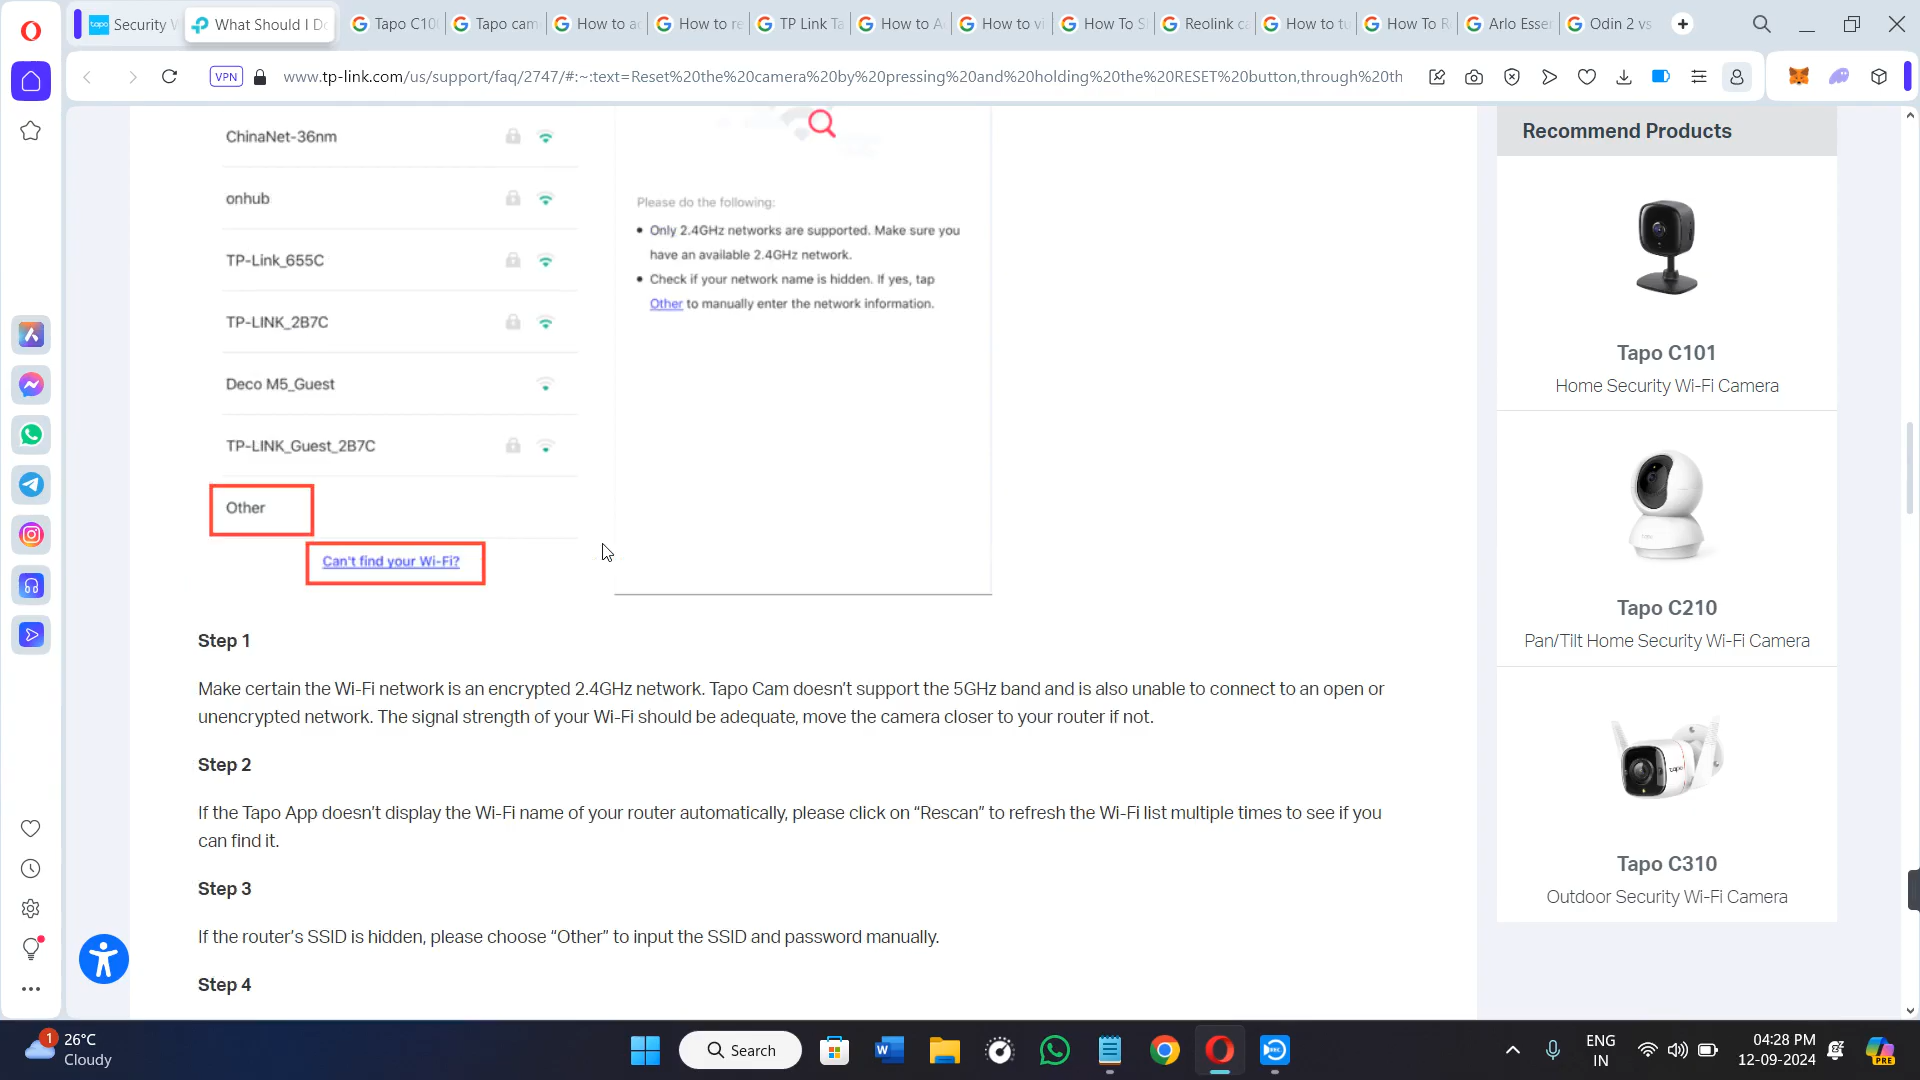 Security W
What Should I Do
Tapo C10
Tapo cam
How to a
How to re
TP Link Ta
How to A
How to vi
How To S
Reolink ca
How to tu
How To R
Arlo Esser
Odin 2 vs
VPN
www.tp-link.com/us/support/faq/2747/#:~:text=Reset%20the%20camera%20by%20pressing%20and%20holding%20the%20RESET%20button,through%20th
ChinaNet-36nm
onhub
TP-Link_655C
TP-LINK_2B7C
Deco M5_Guest
TP-LINK_Guest_2B7C
Other
Can't find your Wi-Fi?
Please do the following:
Only 2.4GHz networks are supported. Make sure you
have an available 2.4GHz network.
Check if your network name is hidden. If yes, tap
Other to manually enter the network information.
Step 1
Make certain the Wi-Fi network is an encrypted 2.4GHz network. Tapo Cam doesn’t support the 5GHz band and is also unable to connect to an open or
unencrypted network. The signal strength of your Wi-Fi should be adequate, move the camera closer to your router if not.
Step 2
If the Tapo App doesn’t display the Wi-Fi name of your router automatically, please click on “Rescan” to refresh the Wi-Fi list multiple times to see if you
can find it.
Step 3
If the router’s SSID is hidden, please choose “Other” to input the SSID and password manually.
Step 4
Recommend Products
Tapo C101
Home Security Wi-Fi Camera
Tapo C210
Pan/Tilt Home Security Wi-Fi Camera
Tapo C310
Outdoor Security Wi-Fi Camera
1
26°C
Cloudy
Search
ENG
IN
04:28 PM
12-09-2024